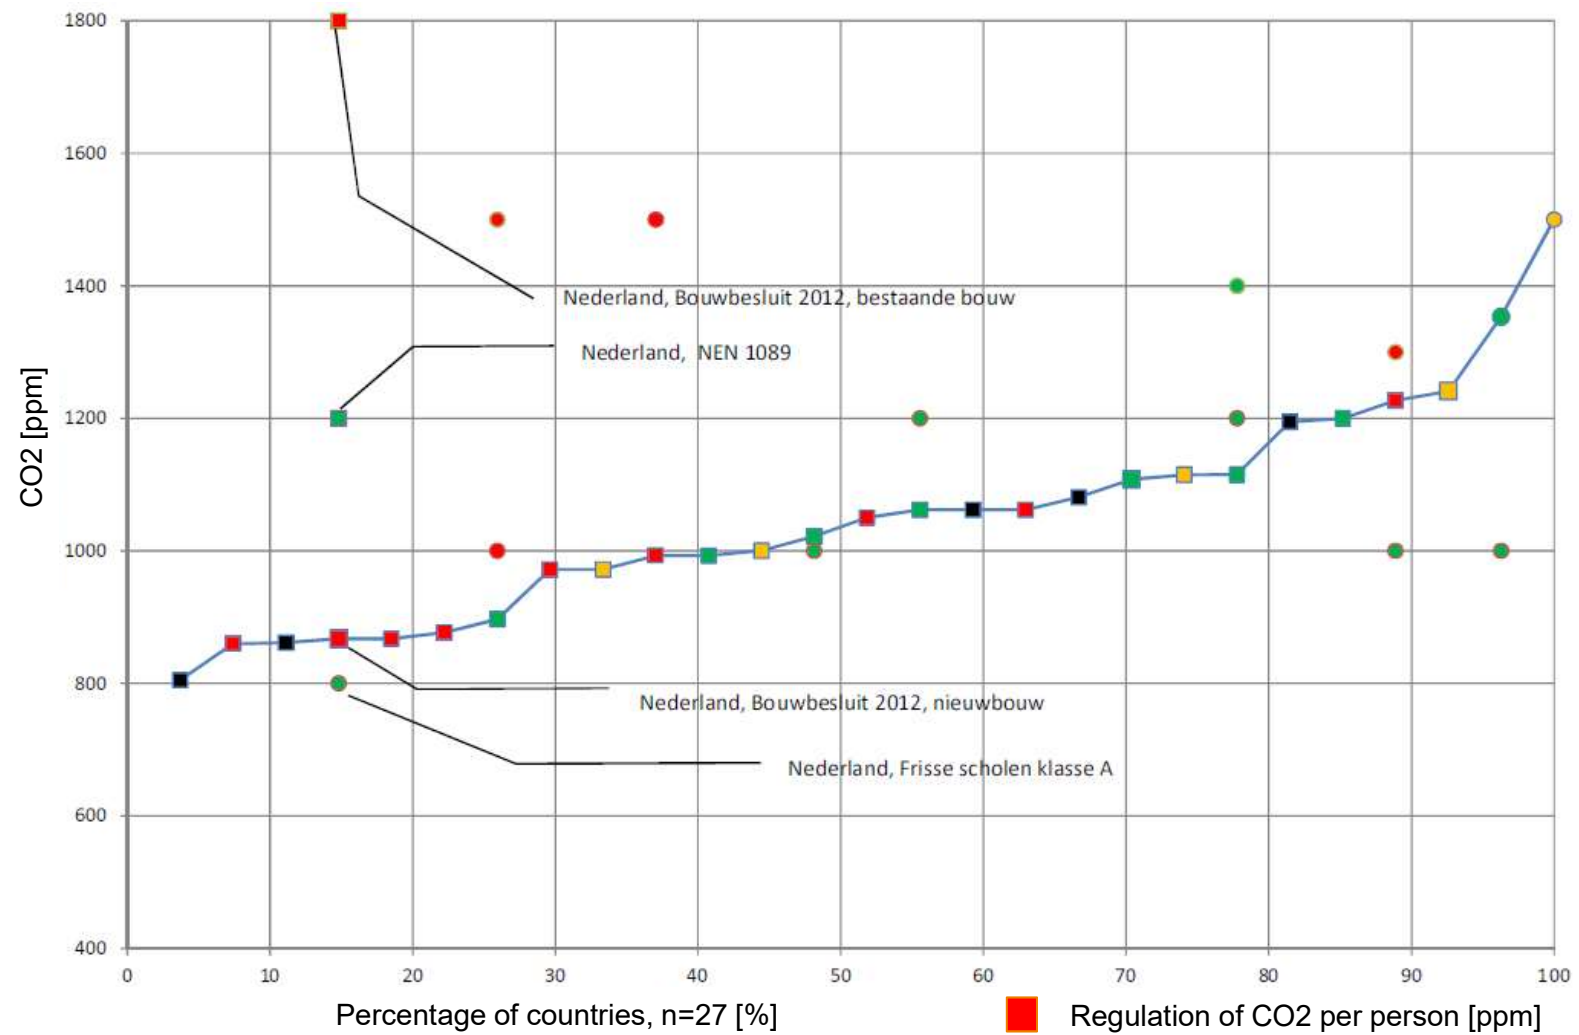 1800
1600
1400
1200
1000
800
600
400
CO2 [ppm]
Nederland, Bouwbesluit 2012, bestaande bouw
Nederland, NEN 1089
Nederland, Bouwbesluit 2012, nieuwbouw
Nederland, Frisse scholen klasse A
0 10 20 30 40 50 60 70 80 90 100
Percentage of countries, n=27 [%]
Regulation of CO2 per person [ppm]